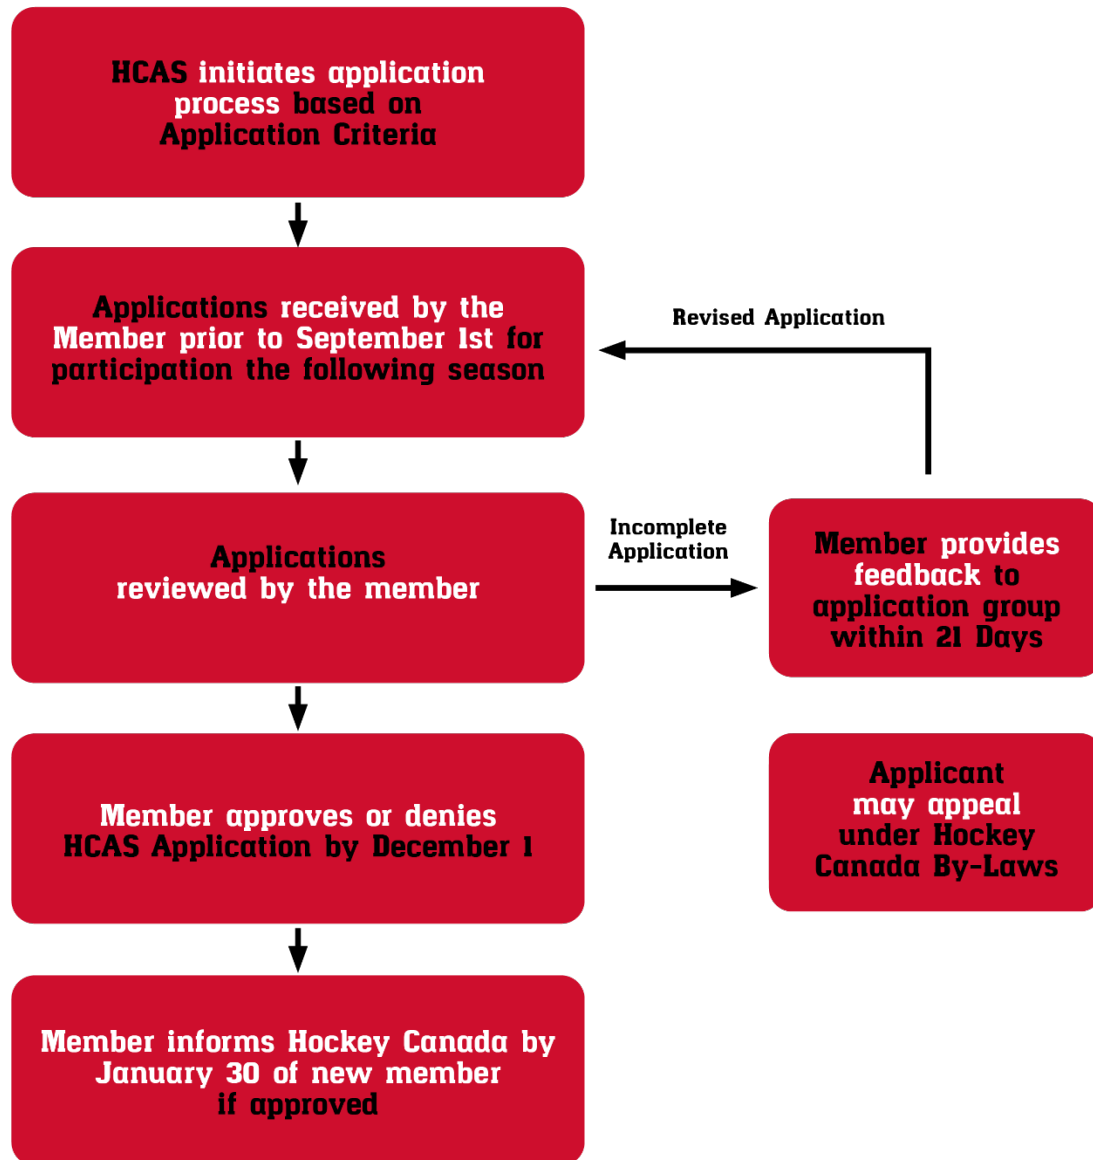 HCAS initiates application
process based on
Application Criteria
Applications received by the
Member prior to September 1st for
participation the following season
Revised Application
Applications
reviewed by the member
Incomplete
Application
Member provides
feedback to
application group
within 21 Days
Member approves or denies
HCAS Application by December 1
Applicant
may appeal
under Hockey
Canada By-Laws
Member informs Hockey Canada by
January 30 of new member
if approved